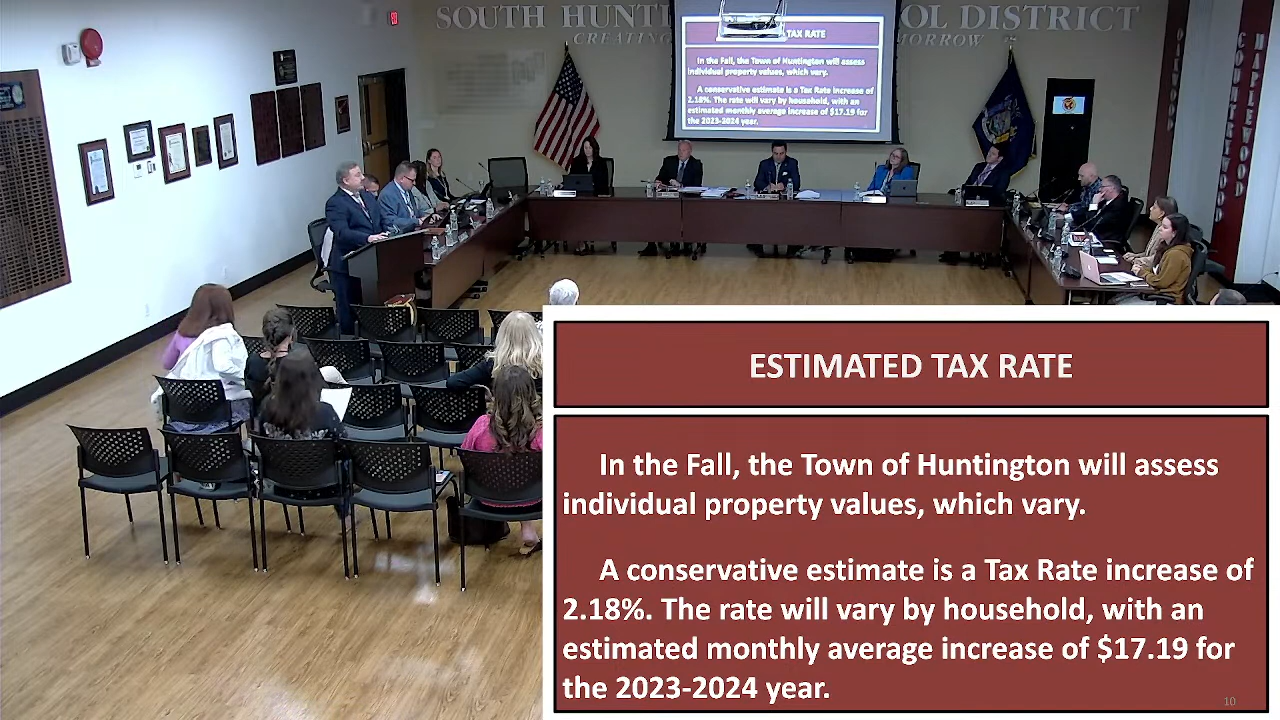 SOUTH HUNTI
OL DISTRICT
CREATING
MORROW
TAX RATE
In the Fall, the Town of Huntington will assess
individual property values, which vary.
A conservative estimate is a Tax Rate increase of
2.18%. The rate will vary by household, with an
estimated monthly average increase of $17.19 for
the 2023-2024 year.
MAPLEWOOD
COUNTRYWOOD
ESTIMATED TAX RATE
In the Fall, the Town of Huntington will assess
individual property values, which vary.
A conservative estimate is a Tax Rate increase of
2.18%. The rate will vary by household, with an
estimated monthly average increase of $17.19 for
the 2023-2024 year.
10